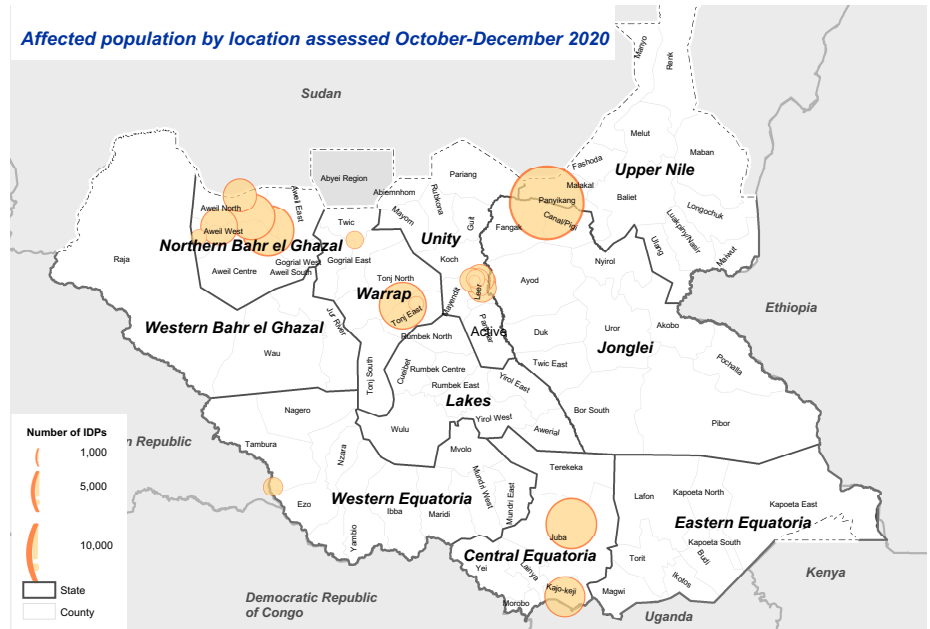 Affected population by location assessed October-December 2020
Sudan
Manyo
Renk
Melut
Maban
Fashoda
Upper Nile
Abyei Region
Abiemnhom
Pariang
Rubkona
Malakal
Baliet
Panyikang
Canal/Pigi
Longochuk
Luakpiny/Nasir
Maiwut
Ulang
Aweil North
Aweil East
Aweil West
Northern Bahr el Ghazal
Twic
Mayom
Guit
Unity
Fangak
Raja
Gogrial West
Gogrial East
Aweil Centre
Aweil South
Koch
Nyirol
Tonj North
Warrap
Ayod
Mayendit
Leer
Ethiopia
Jur River
Tonj East
Western Bahr el Ghazal
Active
Rumbek North
Duk
Uror
Akobo
Jonglei
Wau
Tonj South
Cueibet
Rumbek Centre
Rumbek East
Twic East
Yirol East
Pochalla
Lakes
Nagero
Wulu
Yirol West
Awerial
Bor South
Pibor
Number of IDPs
1,000
5,000
10,000
State
County
n Republic
Tambura
Nzara
Mvolo
Mundri West
Mundri East
Terekeka
Western Equatoria
Ezo
Ibba
Maridi
Yambio
Lafon
Kapoeta North
Kapoeta East
Eastern Equatoria
Juba
Central Equatoria
Kapoeta South
Torit
Budi
Ikotos
Yei
Lainya
Kajo-keji
Magwi
Morobo
Kenya
Democratic Republic
of Congo
Uganda